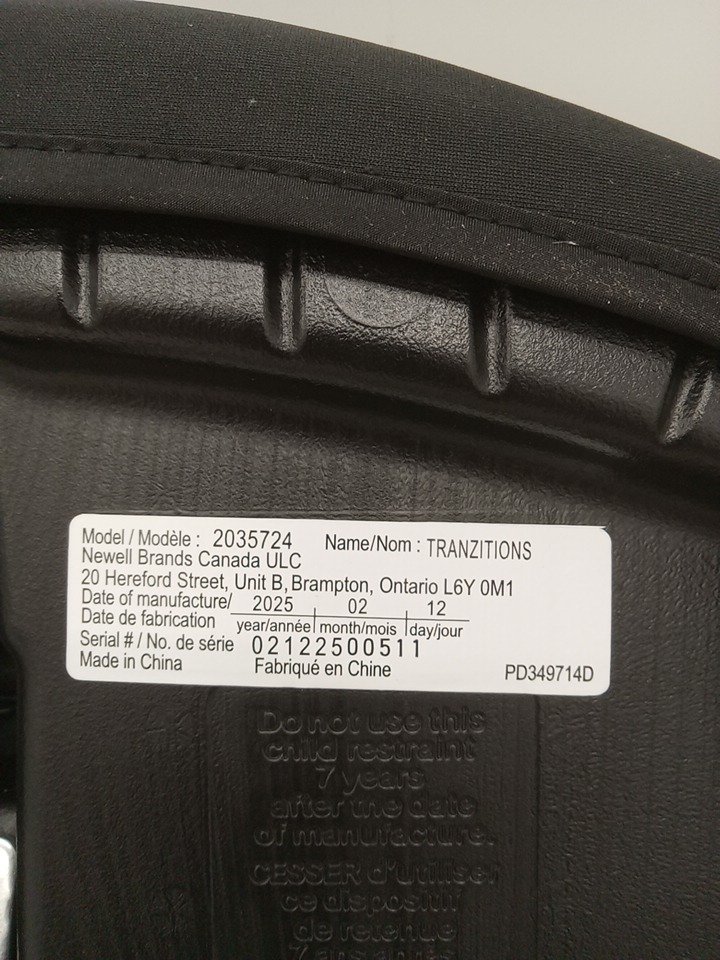 Model / Modèle : 2035724 Name/Nom : TRANZITIONS
Newell Brands Canada ULC
20 Hereford Street, Unit B, Brampton, Ontario L6Y 0M1
Date of manufacture/ 2025 | 02 | 12
Date de fabrication year/année | month/mois | day/jour
Serial # / No. de série 02122500511
Made in China Fabriqué en Chine PD349714D
Do not use this
child restraint
7 years
after the date
of manufacture.
CESSER d'utiliser
ce dispositif
de retenue
7 ans après